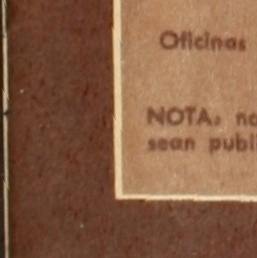 Oficinas
NOTA: no
sean publi